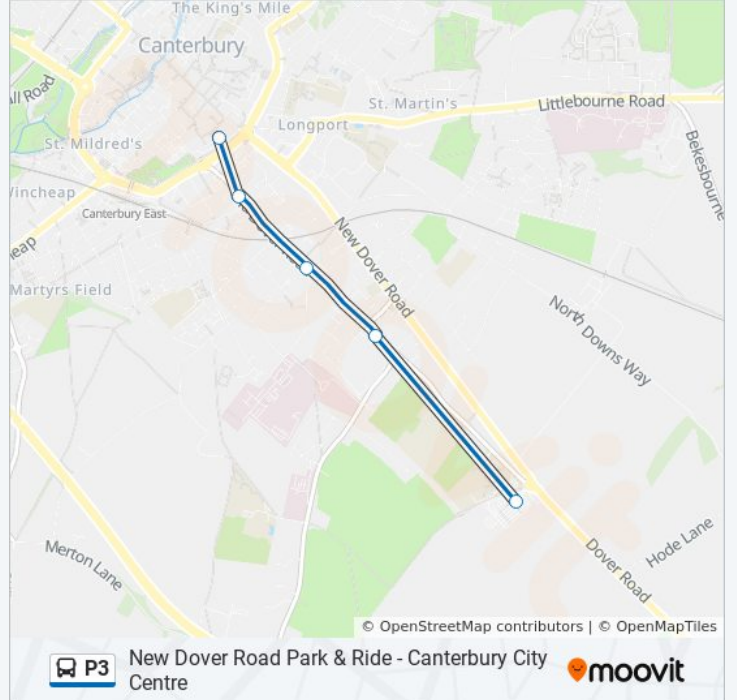 The King's Mile
Canterbury
all Road
St. Martin's
Littlebourne Road
Longport
St. Mildred's
Bekesbourne
Wincheap
Canterbury East
eap
New Dover Road
Martyrs Field
North Downs Way
Merton Lane
Hode Lane
Dover Road
© OpenStreetMap contributors | © OpenMapTiles
P3
New Dover Road Park & Ride - Canterbury City
Centre
moovit